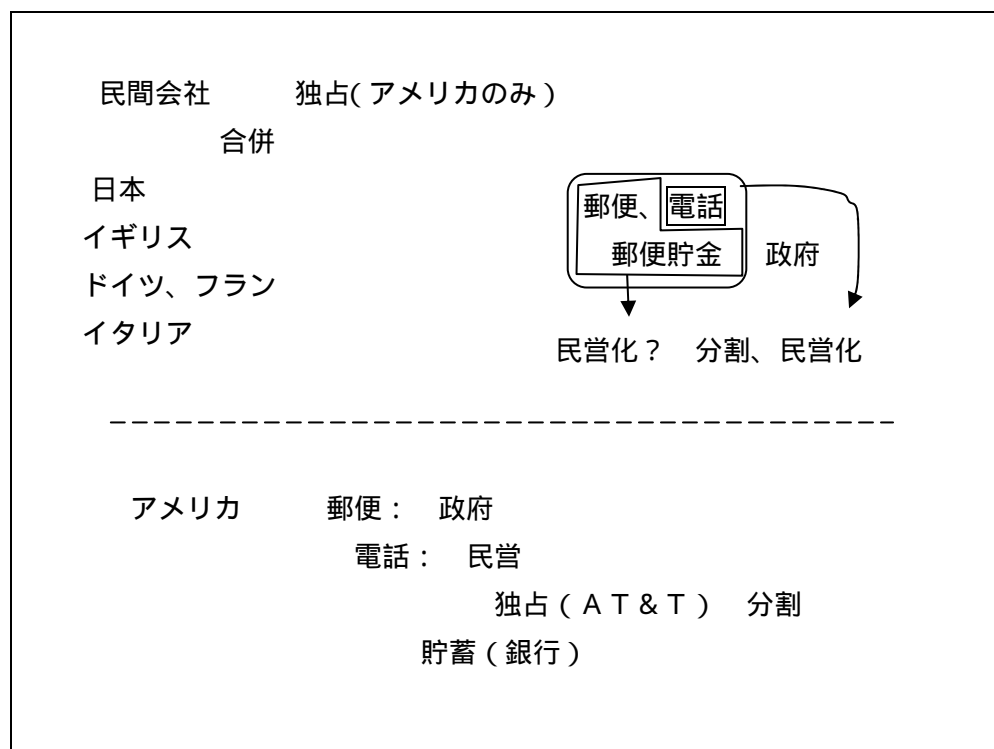 民間会社 独占(アメリカのみ)
合併
日本
イギリス
ドイツ、フラン
イタリア
郵便、電話
郵便貯金 政府
民営化? 分割、民営化
アメリカ 郵便: 政府
電話: 民営
独占(AT&T) 分割
貯蓄(銀行)